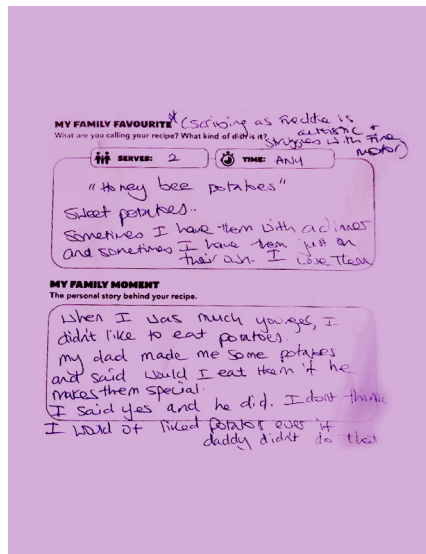 MY FAMILY FAVOURITE * (scribing as Freddie is
autistic +
What are you calling your recipe? What kind of dish is it? struggles with fine
motor)
SERVES: 2 TIME: ANY
"Honey bee potatoes"
Sweet potatoes..
Sometimes I have them with a dinner
and sometimes I have them just on
their own. I love them
MY FAMILY MOMENT
The personal story behind your recipe.
When I was much younger, I
didn't like to eat potatoes.
my dad made me some potatoes
and said would I eat them if he
makes them special.
I said yes and he did. I dont think
I would of liked potatoes ever if
daddy didn't do that